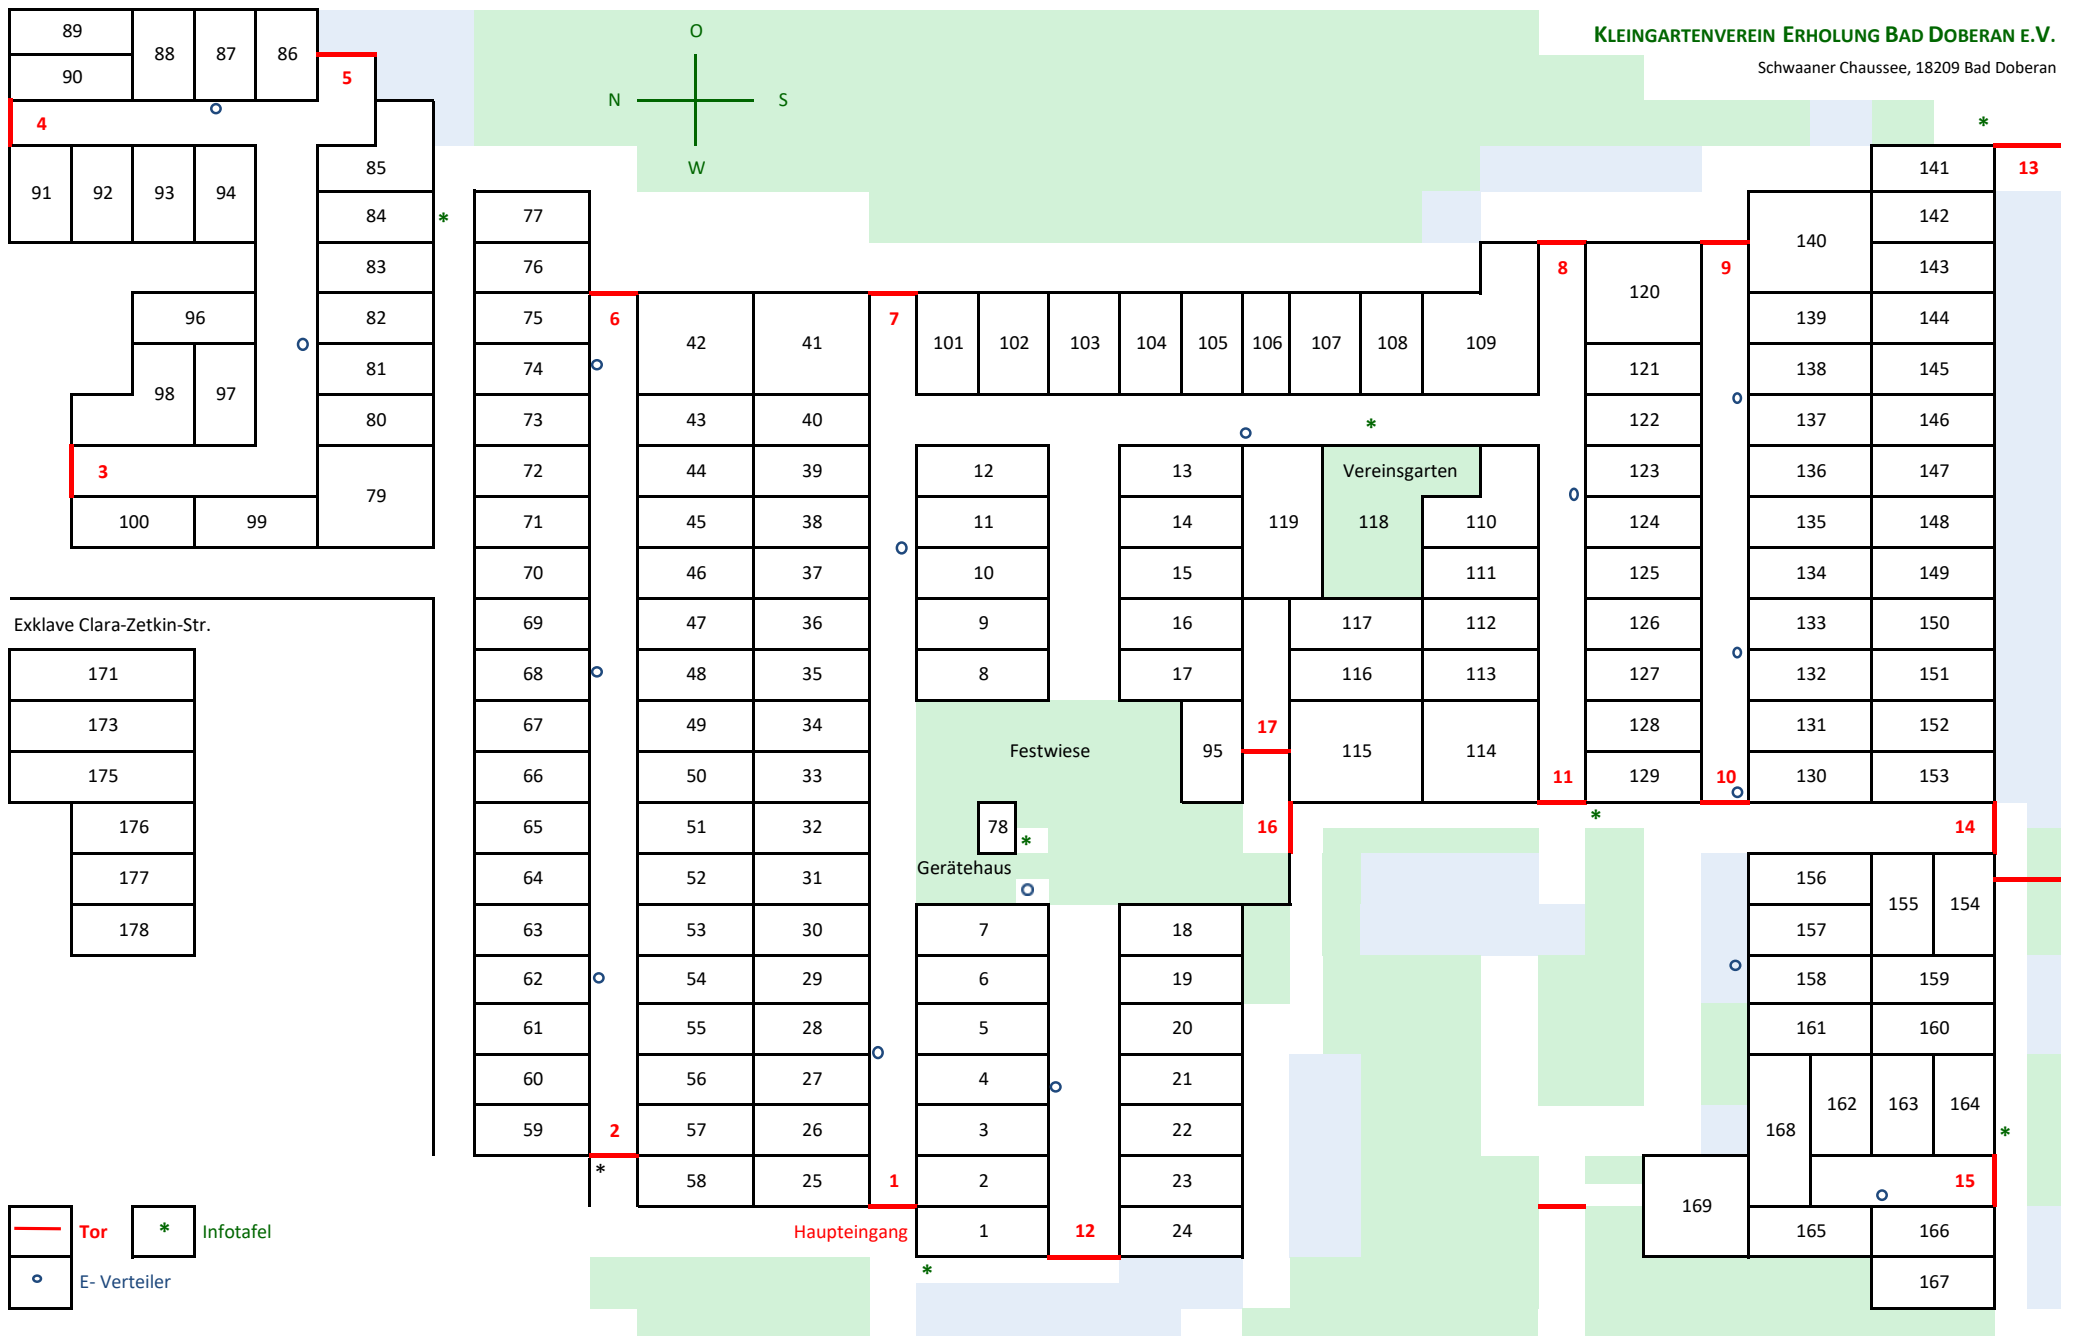 KLEINGARTENVEREIN ERHOLUNG BAD DOBERAN E.V.
Schwaaner Chaussee, 18209 Bad Doberan
O
N S
W
89 88 87 86
90 5
4 * 13
85 141
91 92 93 94
84 * 77 142
140
83 76 8 9 143
120
96 82 75 6 7 139 144
42 41 101 102 103 104 105 106 107 108 109
81 74 121 138 145
98 97
80 73 43 40 * 122 137 146
3 72 44 39 12 13 Vereinsgarten 123 136 147
79
100 99 71 45 38 11 14 119 118 110 124 135 148
70 46 37 10 15 111 125 134 149
Exklave Clara-Zetkin-Str. 69 47 36 9 16 117 112 126 133 150
171 68 48 35 8 17 116 113 127 132 151
173 67 49 34 17 128 131 152
Festwiese 95 115 114
175 66 50 33 11 129 10 130 153
176 65 51 32 78 * 16 * 14
Gerätehaus
177 64 52 31 156
155 154
178 63 53 30 7 18 157
62 54 29 6 19 158 159
61 55 28 5 20 161 160
60 56 27 4 21
162 163 164
59 2 57 26 3 22 168 *
* 58 25 1 2 23 15
169
Tor * Infotafel Haupteingang 1 12 24 165 166
E- Verteiler * 167